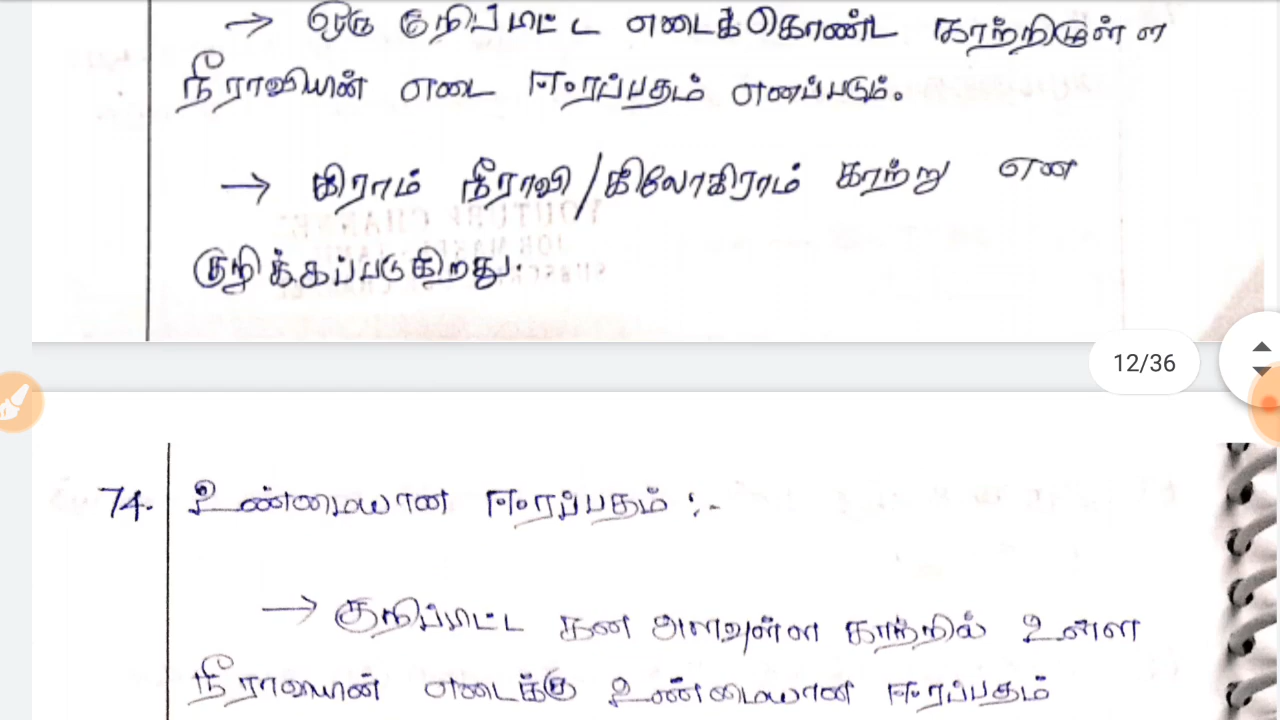 → ஒரு குறிப்பிட்ட எடைக்கொண்ட காற்றிலுள்ள
நீராவியின் எடை ஈரப்பதம் எனப்படும்.
→ கிராம் நீராவி/கிலோகிராம் காற்று என
குறிக்கப்படுகிறது.
12/36
74. உண்மையான ஈரப்பதம் :-
→ குறிப்பிட்ட கன அளவுள்ள காற்றில் உள்ள
நீராவியின் எடைக்கு உண்மையான ஈரப்பதம்